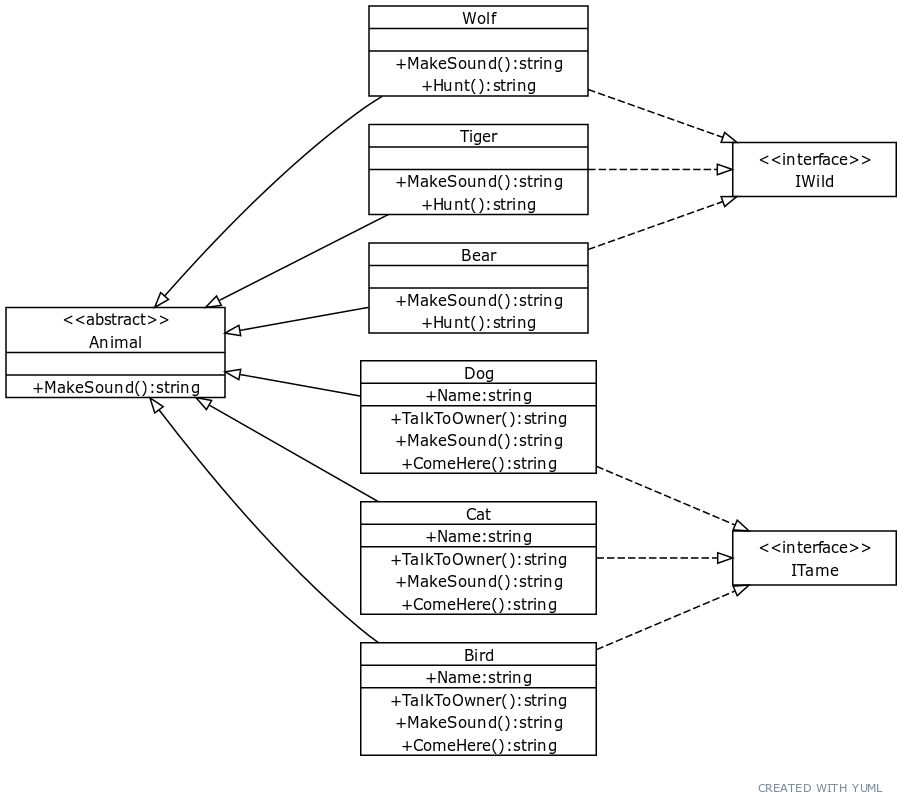 Wolf
+MakeSound():string
+Hunt():string
Tiger
+MakeSound():string
+Hunt():string
<<interface>>
IWild
Bear
+MakeSound():string
+Hunt():string
<<abstract>>
Animal
+MakeSound():string
Dog
+Name:string
+TalkToOwner():string
+MakeSound():string
+ComeHere():string
Cat
+Name:string
+TalkToOwner():string
+MakeSound():string
+ComeHere():string
<<interface>>
ITame
Bird
+Name:string
+TalkToOwner():string
+MakeSound():string
+ComeHere():string
CREATED WITH YUML